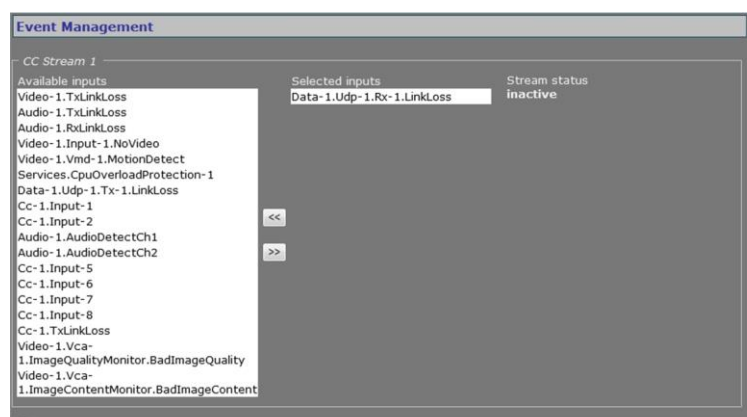 Event Management
CC Stream 1
Available inputs
Video-1.TxLinkLoss
Audio-1.TxLinkLoss
Audio-1.RxLinkLoss
Video-1.Input-1.NoVideo
Video-1.Vmd-1.MotionDetect
Services.CpuOverloadProtection-1
Data-1.Udp-1.Tx-1.LinkLoss
Cc-1.Input-1
Cc-1.Input-2
Audio-1.AudioDetectCh1
Audio-1.AudioDetectCh2
Cc-1.Input-5
Cc-1.Input-6
Cc-1.Input-7
Cc-1.Input-8
Cc-1.TxLinkLoss
Video-1.Vca-
1.ImageQualityMonitor.BadImageQuality
Video-1.Vca-
1.ImageContentMonitor.BadImageContent
<<
>>
Selected inputs
Data-1.Udp-1.Rx-1.LinkLoss
Stream status
inactive